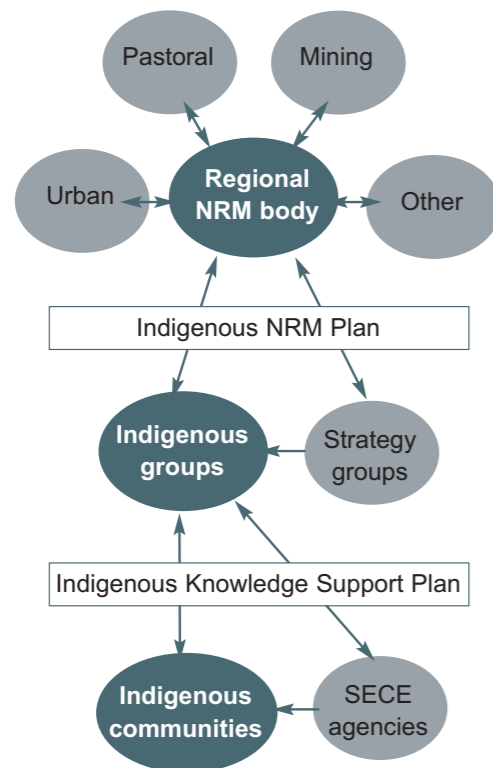 Pastoral
Mining
Urban
Regional
NRM body
Other
Indigenous NRM Plan
Indigenous
groups
Strategy
groups
Indigenous Knowledge Support Plan
Indigenous
communities
SECE
agencies